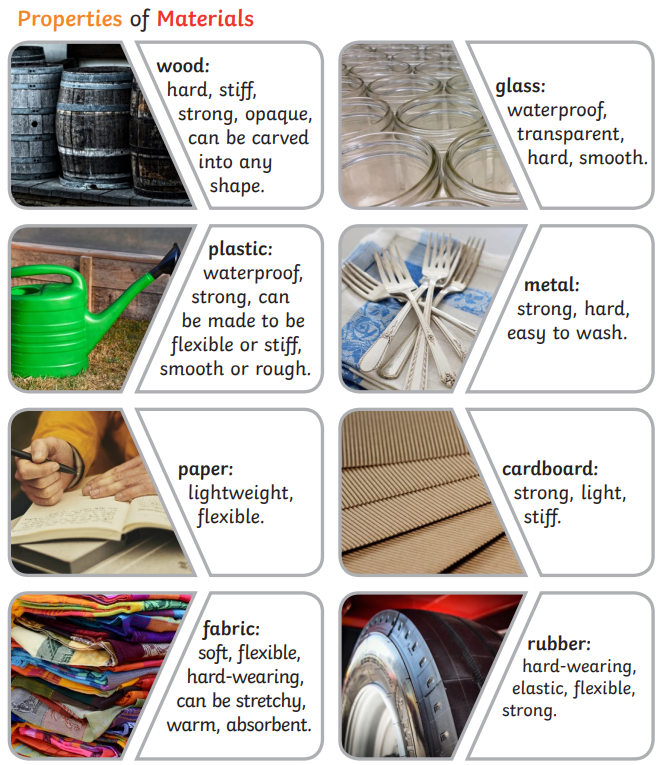 Properties of Materials
wood:
hard, stiff,
strong, opaque,
can be carved
into any
shape.
glass:
waterproof,
transparent,
hard, smooth.
plastic:
waterproof,
strong, can
be made to be
flexible or stiff,
smooth or rough.
metal:
strong, hard,
easy to wash.
paper:
lightweight,
flexible.
cardboard:
strong, light,
stiff.
fabric:
soft, flexible,
hard-wearing,
can be stretchy,
warm, absorbent.
rubber:
hard-wearing,
elastic, flexible,
strong.